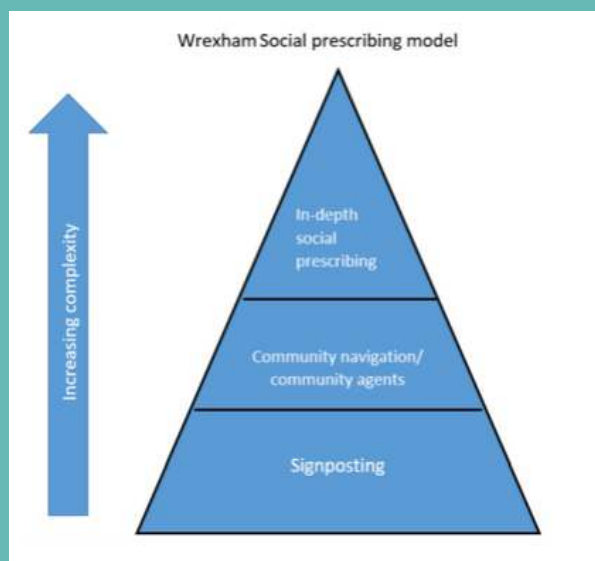 Wrexham Social prescribing model
Increasing complexity
In-depth
social
prescribing
Community navigation/
community agents
Signposting